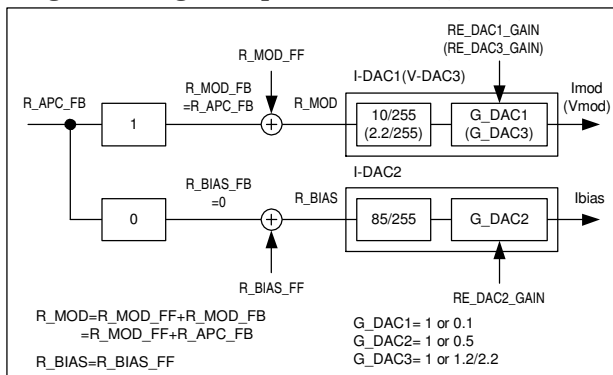 RE_DAC1_GAIN
(RE_DAC3_GAIN)
R_MOD_FF
I-DAC1(V-DAC3)
Imod
(Vmod)
R_MOD_FB
=R_APC_FB
R_APC_FB
R_MOD
1
10/255
(2.2/255)
G_DAC1
(G_DAC3)
I-DAC2
R_BIAS_FB
=0
R_BIAS
Ibias
0
85/255
G_DAC2
R_BIAS_FF
RE_DAC2_GAIN
R_MOD=R_MOD_FF+R_MOD_FB
=R_MOD_FF+R_APC_FB
R_BIAS=R_BIAS_FF
G_DAC1= 1 or 0.1
G_DAC2= 1 or 0.5
G_DAC3= 1 or 1.2/2.2